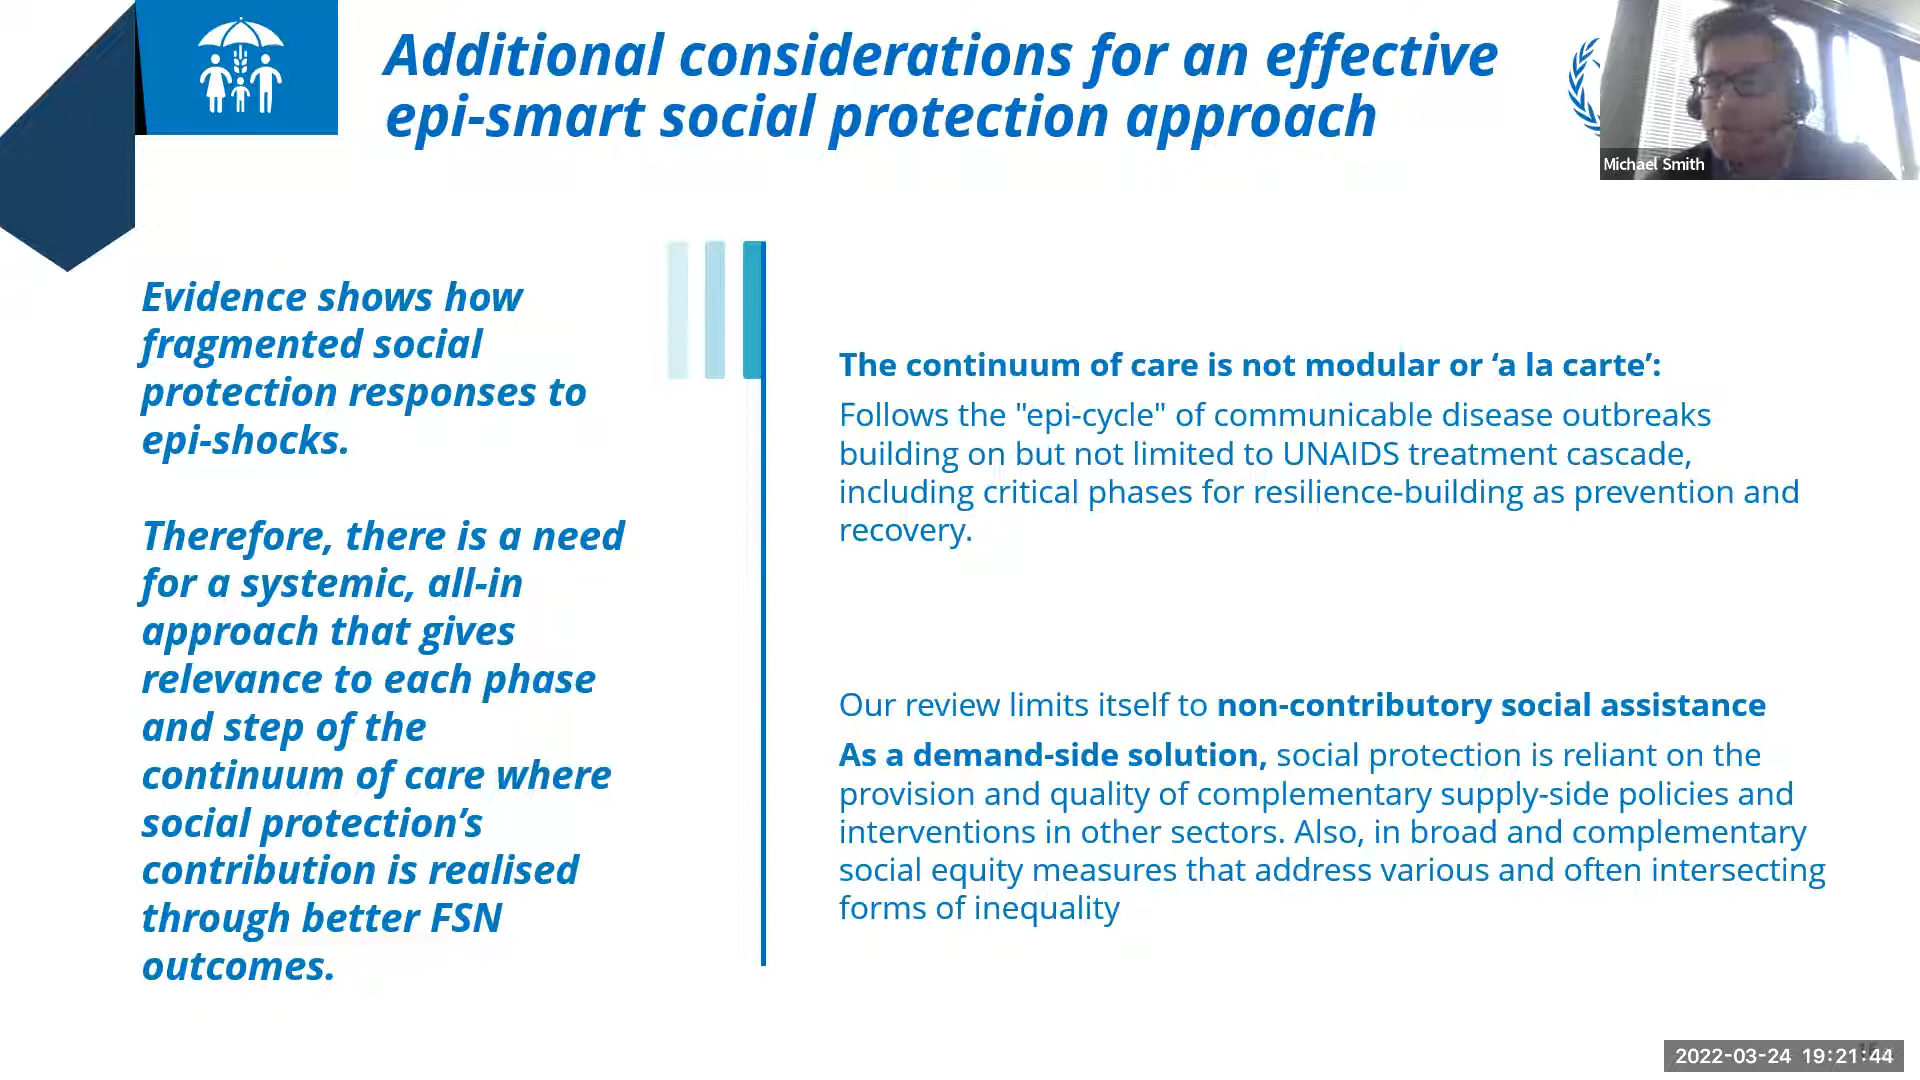 Additional considerations for an effective
epi-smart social protection approach
Michael Smith
Evidence shows how
fragmented social
protection responses to
epi-shocks.
Therefore, there is a need
for a systemic, all-in
approach that gives
relevance to each phase
and step of the
continuum of care where
social protection’s
contribution is realised
through better FSN
outcomes.
The continuum of care is not modular or ‘a la carte’:
Follows the "epi-cycle" of communicable disease outbreaks
building on but not limited to UNAIDS treatment cascade,
including critical phases for resilience-building as prevention and
recovery.
Our review limits itself to non-contributory social assistance
As a demand-side solution, social protection is reliant on the
provision and quality of complementary supply-side policies and
interventions in other sectors. Also, in broad and complementary
social equity measures that address various and often intersecting
forms of inequality
2022-03-24 19:21:44